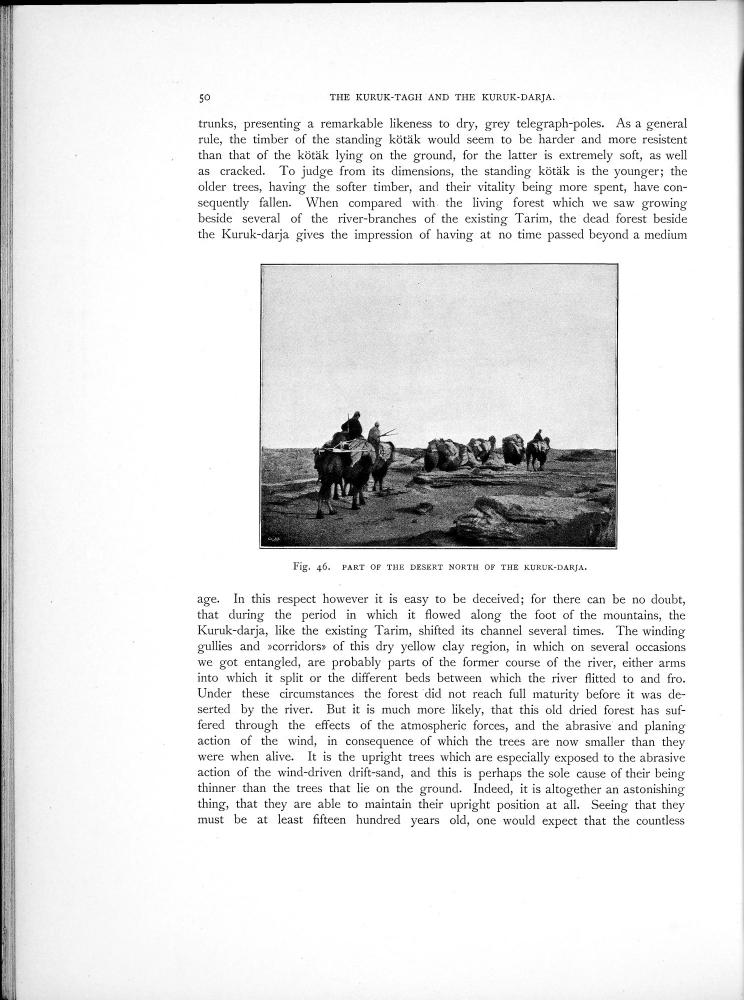 50
THE KURUK-TAGH AND THE KURUK-DARJA.
trunks, presenting a remarkable likeness to dry, grey telegraph-poles. As a general
rule, the timber of the standing kötäk would seem to be harder and more resistent
than that of the kötäk lying on the ground, for the latter is extremely soft, as well
as cracked. To judge from its dimensions, the standing kötäk is the younger; the
older trees, having the softer timber, and their vitality being more spent, have con-
sequently fallen. When compared with the living forest which we saw growing
beside several of the river-branches of the existing Tarim, the dead forest beside
the Kuruk-darja gives the impression of having at no time passed beyond a medium
Fig. 46. PART OF THE DESERT NORTH OF THE KURUK-DARJA.
age. In this respect however it is easy to be deceived; for there can be no doubt,
that during the period in which it flowed along the foot of the mountains, the
Kuruk-darja, like the existing Tarim, shifted its channel several times. The winding
gullies and »corridors» of this dry yellow clay region, in which on several occasions
we got entangled, are probably parts of the former course of the river, either arms
into which it split or the different beds between which the river flitted to and fro.
Under these circumstances the forest did not reach full maturity before it was de-
serted by the river. But it is much more likely, that this old dried forest has suf-
fered through the effects of the atmospheric forces, and the abrasive and planing
action of the wind, in consequence of which the trees are now smaller than they
were when alive. It is the upright trees which are especially exposed to the abrasive
action of the wind-driven drift-sand, and this is perhaps the sole cause of their being
thinner than the trees that lie on the ground. Indeed, it is altogether an astonishing
thing, that they are able to maintain their upright position at all. Seeing that they
must be at least fifteen hundred years old, one would expect that the countless